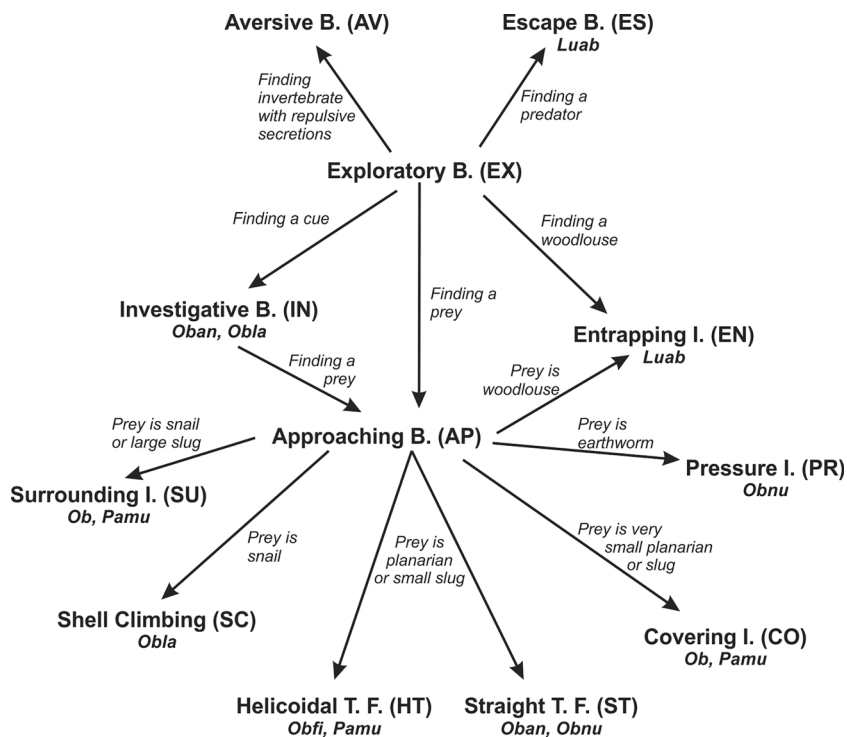 Aversive B. (AV)
Escape B. (ES)
Luab
Finding
invertebrate
with repulsive
secretions
Finding a
predator
Exploratory B. (EX)
Finding a cue
Finding a
woodlouse
Finding a
prey
Investigative B. (IN)
Oban, Obla
Entrapping I. (EN)
Luab
Finding a
prey
Prey is
woodlouse
Prey is snail
or large slug
Approaching B. (AP)
Prey is
earthworm
Pressure I. (PR)
Obnu
Surrounding I. (SU)
Ob, Pamu
Prey is
snail
Prey is
planarian
or small slug
Prey is very
small planarian
or slug
Shell Climbing (SC)
Obla
Covering I. (CO)
Ob, Pamu
Helicoidal T. F. (HT)
Obfi, Pamu
Straight T. F. (ST)
Oban, Obnu